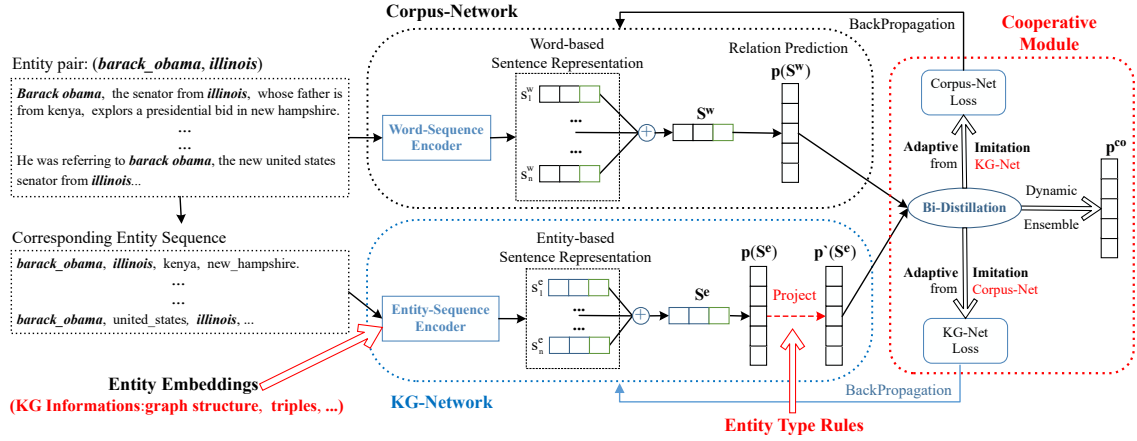 Corpus-Network
BackPropagation
Cooperative
Module
Entity pair: (barack_obama, illinois)
Barack obama, the senator from illinois, whose father is
from kenya, explors a presidential bid in new hampshire.
...
He was referring to barack obama, the new united states
senator from illinois...
Word-Sequence
Encoder
Word-based
Sentence Representation
s_1^w
...
s_n^w
S^w
Relation Prediction
p(S^w)
Corpus-Net
Loss
Adaptive Imitation
from KG-Net
Bi-Distillation
Dynamic
Ensemble
p^co
Adaptive Imitation
from Corpus-Net
KG-Net
Loss
Corresponding Entity Sequence
barack_obama, illinois, kenya, new_hampshire.
...
...
barack_obama, united_states, illinois, ...
Entity-Sequence
Encoder
Entity-based
Sentence Representation
s_1^e
...
...
s_n^e
S^e
p(S^e)
Project
p`(S^e)
Entity Embeddings
(KG Informations:graph structure, triples, ...)
KG-Network
BackPropagation
Entity Type Rules